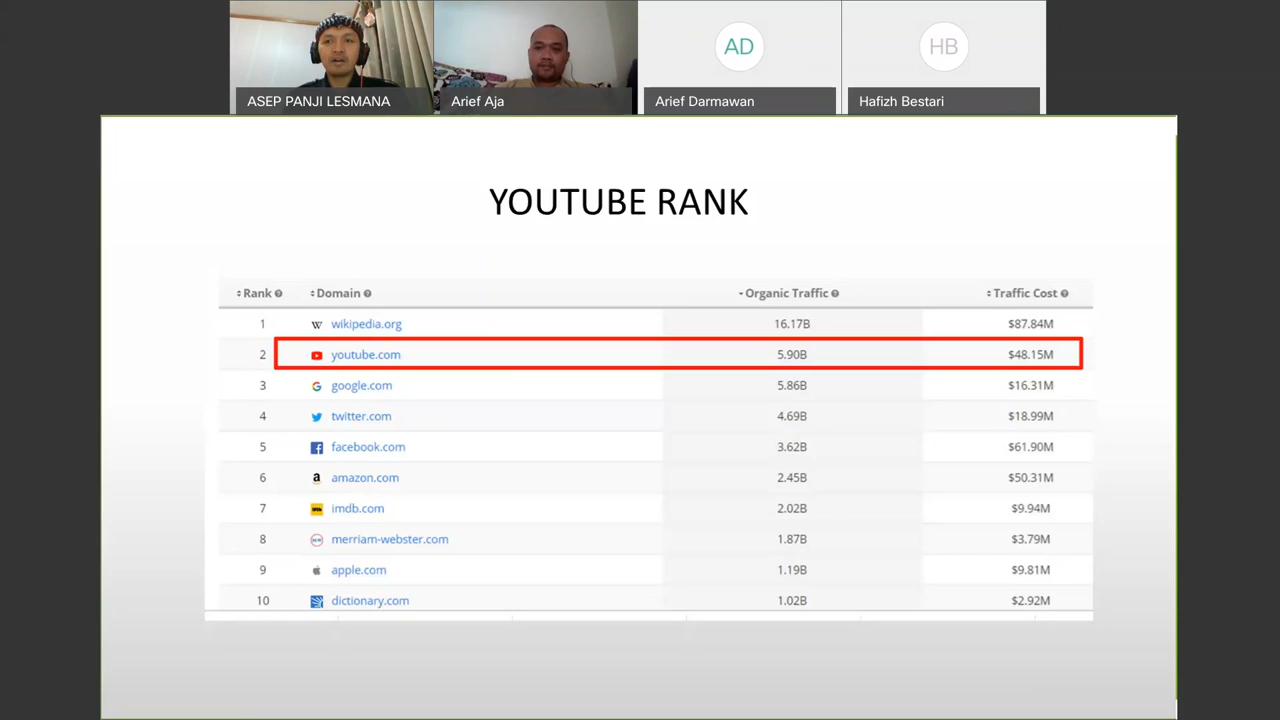 AD
HB
ASEP PANJI LESMANA
Arief Aja
Arief Darmawan
Hafizh Bestari
YOUTUBE RANK
Rank Domain Organic Traffic Traffic Cost
1 wikipedia.org 16.17B $87.84M
2 youtube.com 5.90B $48.15M
3 google.com 5.86B $16.31M
4 twitter.com 4.69B $18.99M
5 facebook.com 3.62B $61.90M
6 amazon.com 2.45B $50.31M
7 imdb.com 2.02B $9.94M
8 merriam-webster.com 1.87B $3.79M
9 apple.com 1.19B $9.81M
10 dictionary.com 1.02B $2.92M